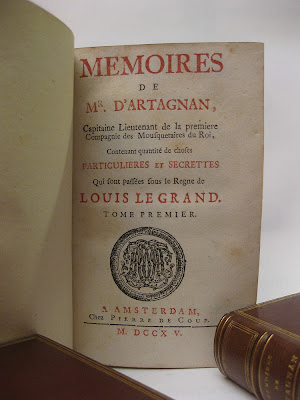 MEMOIRES
DE
MR. D'ARTAGNAN,
Capitaine Lieutenant de la premiere
Compagnie des Mousquetaires du Roi,
Contenant quantité de choses
PARTICULIERES ET SECRETTES
Qui se sont passées sous le Regne de
LOUIS LE GRAND.
TOME PREMIER.
A AMSTERDAM,
Chez PIERRE DE COUP.
M. DCCXV.